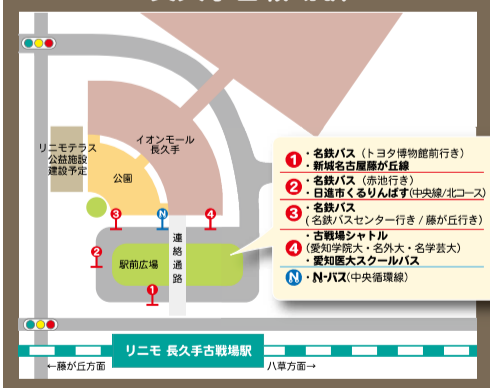 イオンモール
長久手
リニモテラス
公益施設
建設予定
公園
3
N
4
連絡通路
2
駅前広場
1
1 ・名鉄バス（トヨタ博物館前行き）
・新城名古屋藤が丘線
2 ・名鉄バス（赤池行き）
・日進市くるりんばす(中央線/北コース)
3 ・名鉄バス
(名鉄バスセンター行き / 藤が丘行き)
4 ・古戦場シャトル
(愛知学院大・名外大・名学芸大)
・愛知医大スクールバス
N ・N-バス(中央循環線)
リニモ 長久手古戦場駅
←藤が丘方面
八草方面→